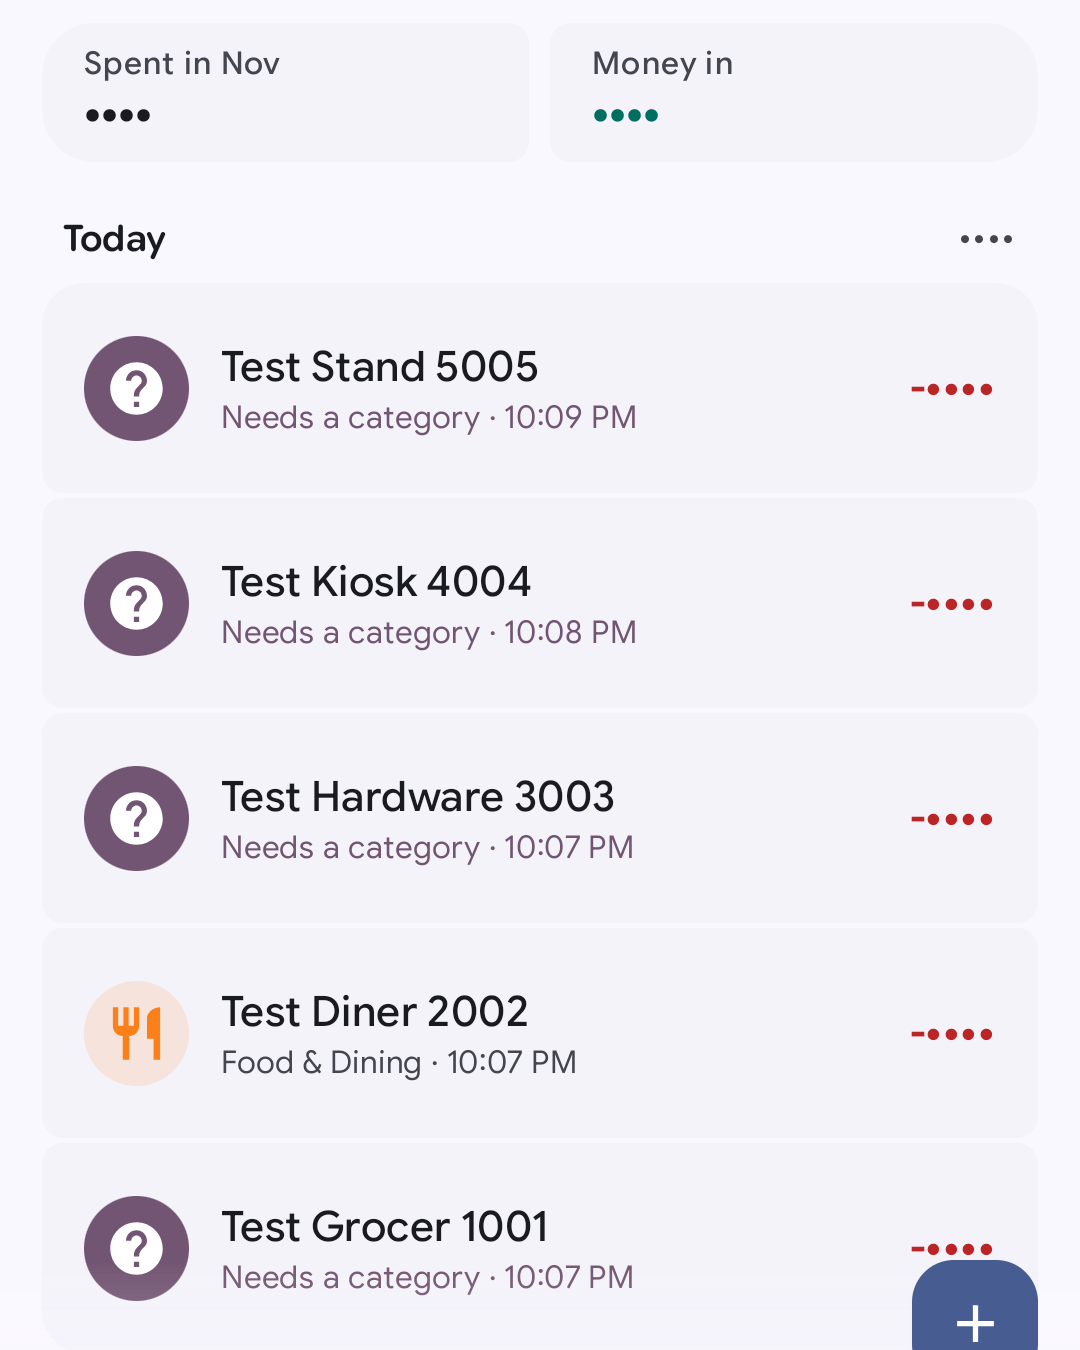 Spent in Nov
••••
Money in
••••
Today
••••
Test Stand 5005
Needs a category · 10:09 PM
-••••
Test Kiosk 4004
Needs a category · 10:08 PM
-••••
Test Hardware 3003
Needs a category · 10:07 PM
-••••
Test Diner 2002
Food & Dining · 10:07 PM
-••••
Test Grocer 1001
Needs a category · 10:07 PM
-••••
+